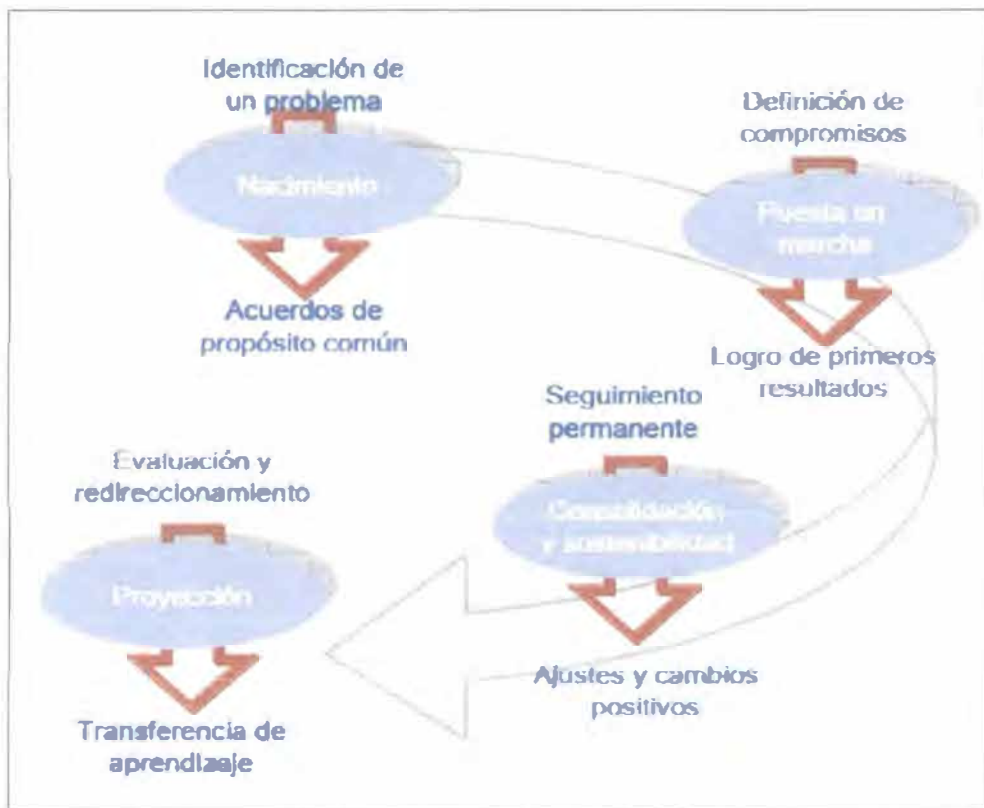 Identificación de
un problema
Nacimiento
Acuerdos de
propósito común
Definición de
compromisos
Puesta en
marcha
Logro de primeros
resultados
Seguimiento
permanente
Consolidación
y sostenibilidad
Ajustes y cambios
positivos
Evaluación y
redireccionamiento
Proyección
Transferencia de
aprendizaje